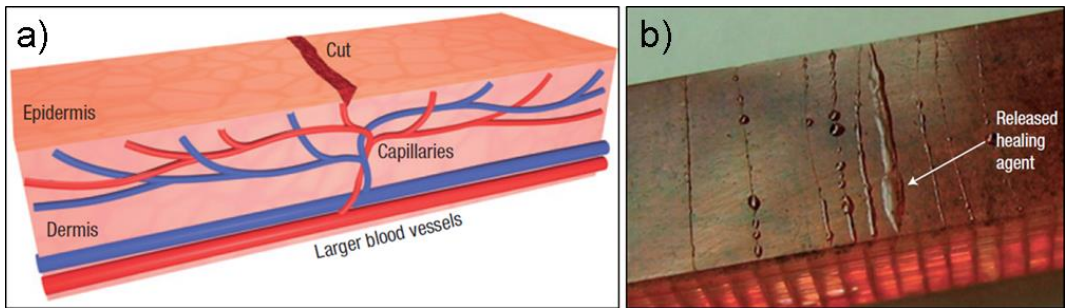 a)
Cut
Epidermis
Capillaries
Dermis
Larger blood vessels
b)
Released
healing
agent